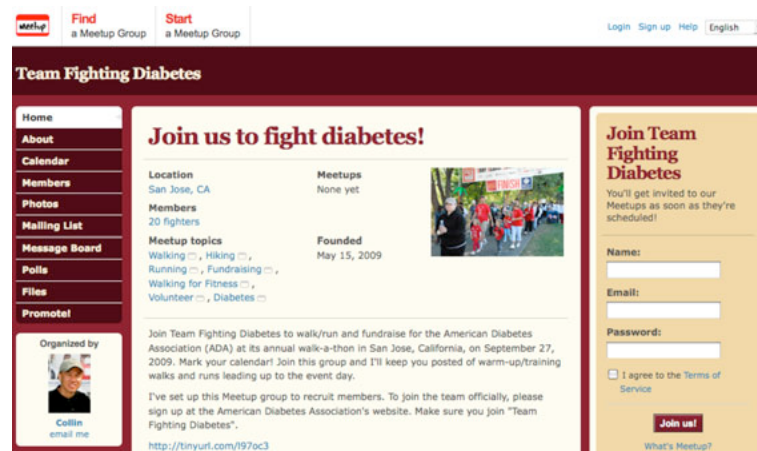 Meetup
Find
a Meetup Group
Start
a Meetup Group
Login Sign up Help English
Team Fighting Diabetes
Home
About
Calendar
Members
Photos
Mailing List
Message Board
Polls
Files
Promote!
Organized by
Collin
email me
Join us to fight diabetes!
Location
San Jose, CA
Members
20 fighters
Meetup topics
Walking , Hiking ,
Running , Fundraising ,
Walking for Fitness ,
Volunteer , Diabetes
Meetups
None yet
Founded
May 15, 2009
FINISH
Join Team Fighting Diabetes to walk/run and fundraise for the American Diabetes
Association (ADA) at its annual walk-a-thon in San Jose, California, on September 27,
2009. Mark your calendar! Join this group and I'll keep you posted of warm-up/training
walks and runs leading up to the event day.
I've set up this Meetup group to recruit members. To join the team officially, please
sign up at the American Diabetes Association's website. Make sure you join "Team
Fighting Diabetes".
http://tinyurl.com/l97oc3
Join Team
Fighting
Diabetes
You'll get invited to our
Meetups as soon as they're
scheduled!
Name:
Email:
Password:
I agree to the Terms of
Service
Join us!
What's Meetup?